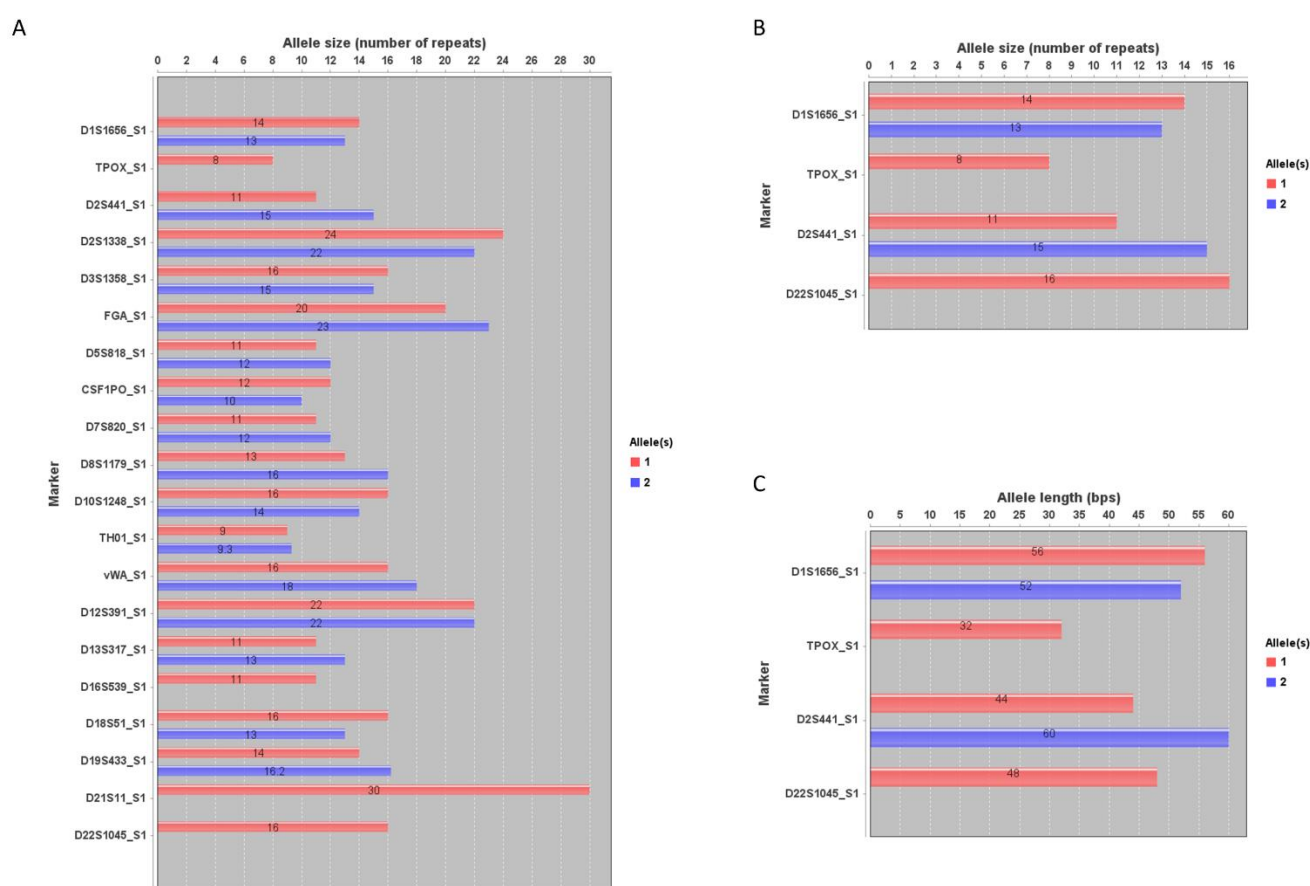 A
Allele size (number of repeats)
0 2 4 6 8 10 12 14 16 18 20 22 24 26 28 30
Marker
D1S1656_S1
14
13
TPOX_S1
8
D2S441_S1
11
15
D2S1338_S1
24
22
D3S1358_S1
16
15
FGA_S1
20
23
D5S818_S1
11
12
CSF1PO_S1
12
10
D7S820_S1
11
12
D8S1179_S1
13
16
D10S1248_S1
16
14
TH01_S1
9
9.3
vWA_S1
16
18
D12S391_S1
22
22
D13S317_S1
11
13
D16S539_S1
11
D18S51_S1
16
13
D19S433_S1
14
16.2
D21S11_S1
30
D22S1045_S1
16
Allele(s)
1
2
B
Allele size (number of repeats)
0 1 2 3 4 5 6 7 8 9 10 11 12 13 14 15 16
Marker
D1S1656_S1
14
13
TPOX_S1
8
D2S441_S1
11
15
D22S1045_S1
16
Allele(s)
1
2
C
Allele length (bps)
0 5 10 15 20 25 30 35 40 45 50 55 60
Marker
D1S1656_S1
56
52
TPOX_S1
32
D2S441_S1
44
60
D22S1045_S1
48
Allele(s)
1
2